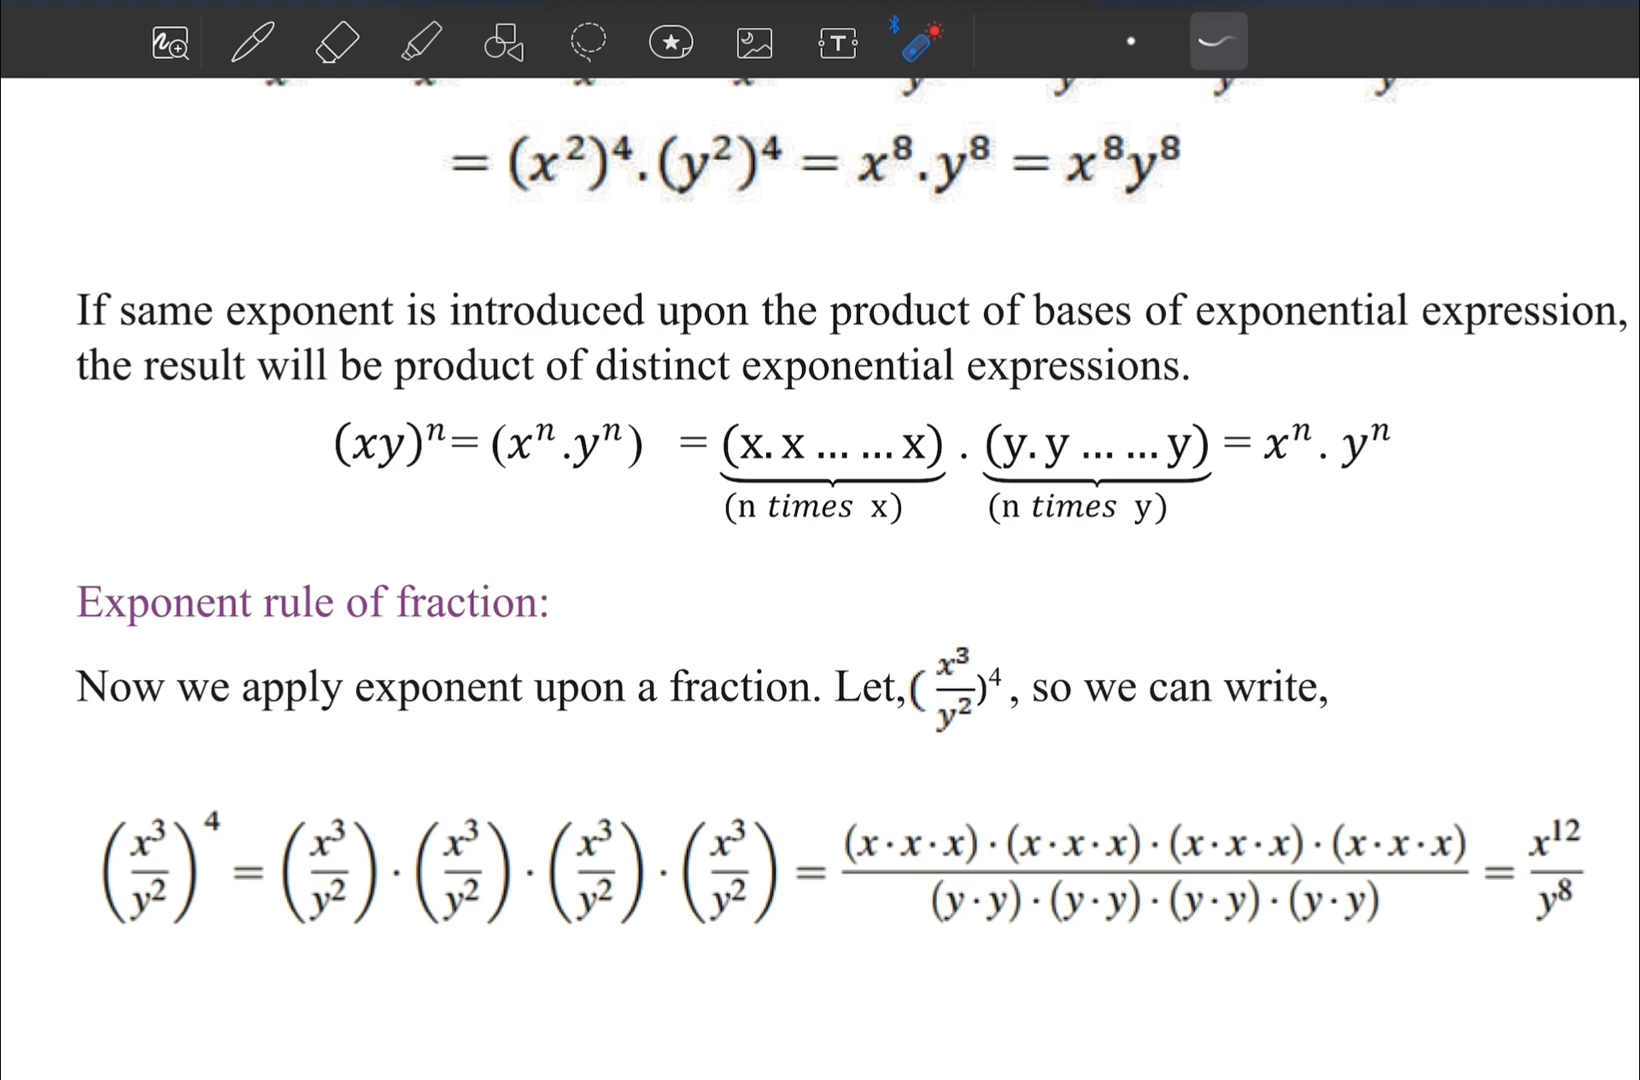 = (x²)⁴.(y²)⁴ = x⁸.y⁸ = x⁸y⁸
If same exponent is introduced upon the product of bases of exponential expression,
the result will be product of distinct exponential expressions.
(xy)ⁿ= (xⁿ.yⁿ) = (x. x ... ... x) . (y. y ... ... y) = xⁿ . yⁿ
(n times x) (n times y)
Exponent rule of fraction:
Now we apply exponent upon a fraction. Let,(x³/y²)⁴, so we can write,
(x³/y²)⁴ = (x³/y²) · (x³/y²) · (x³/y²) · (x³/y²) = (x·x·x)·(x·x·x)·(x·x·x)·(x·x·x)/(y·y)·(y·y)·(y·y)·(y·y) = x¹²/y⁸